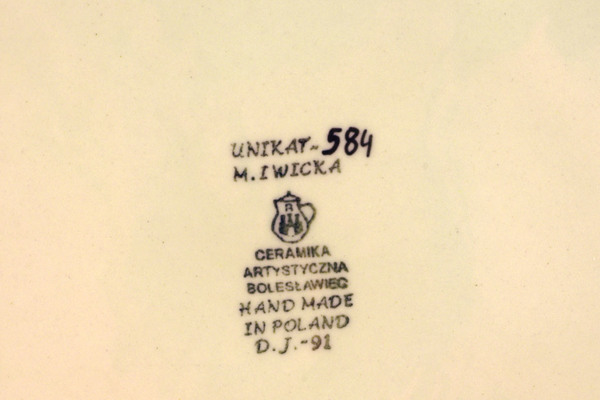 UNIKAT~584
M.IWICKA
A
CERAMIKA
ARTYSTYCZNA
BOLESŁAWIEC
HAND MADE
IN POLAND
D.J.-91